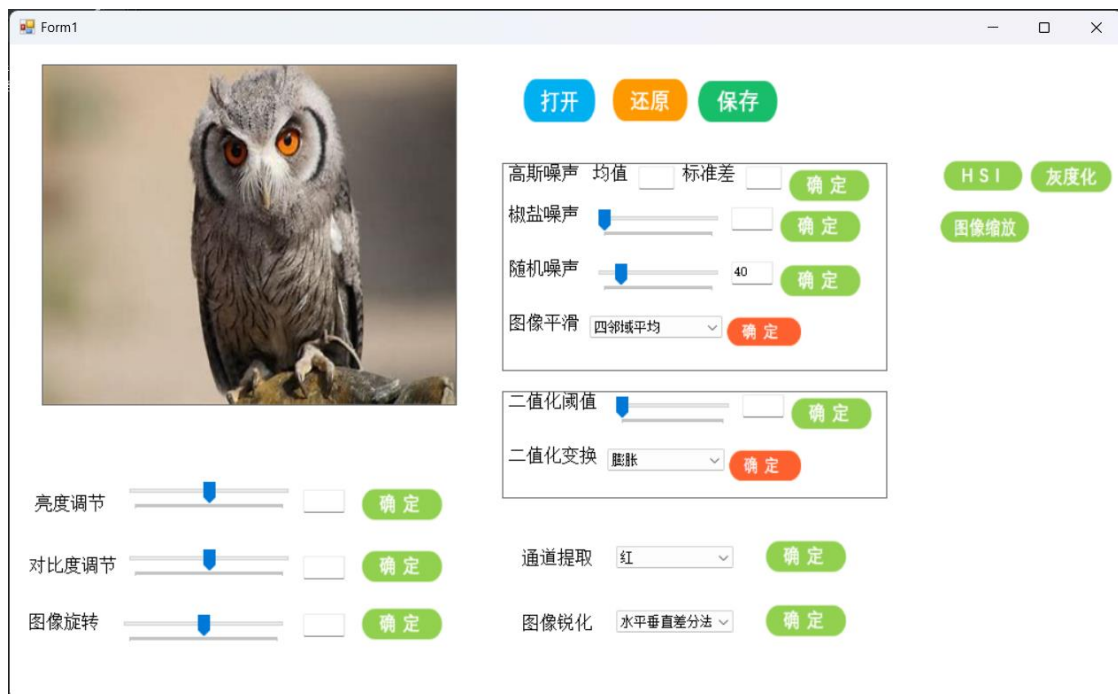 Form1
打开 还原 保存
高斯噪声 均值 标准差 确定
HSI 灰度化
椒盐噪声 确定
图像缩放
随机噪声 40 确定
图像平滑 四邻域平均 确定
二值化阈值 确定
二值化变换 膨胀 确定
亮度调节 确定
对比度调节 确定
图像旋转 确定
通道提取 红 确定
图像锐化 水平垂直差分法 确定